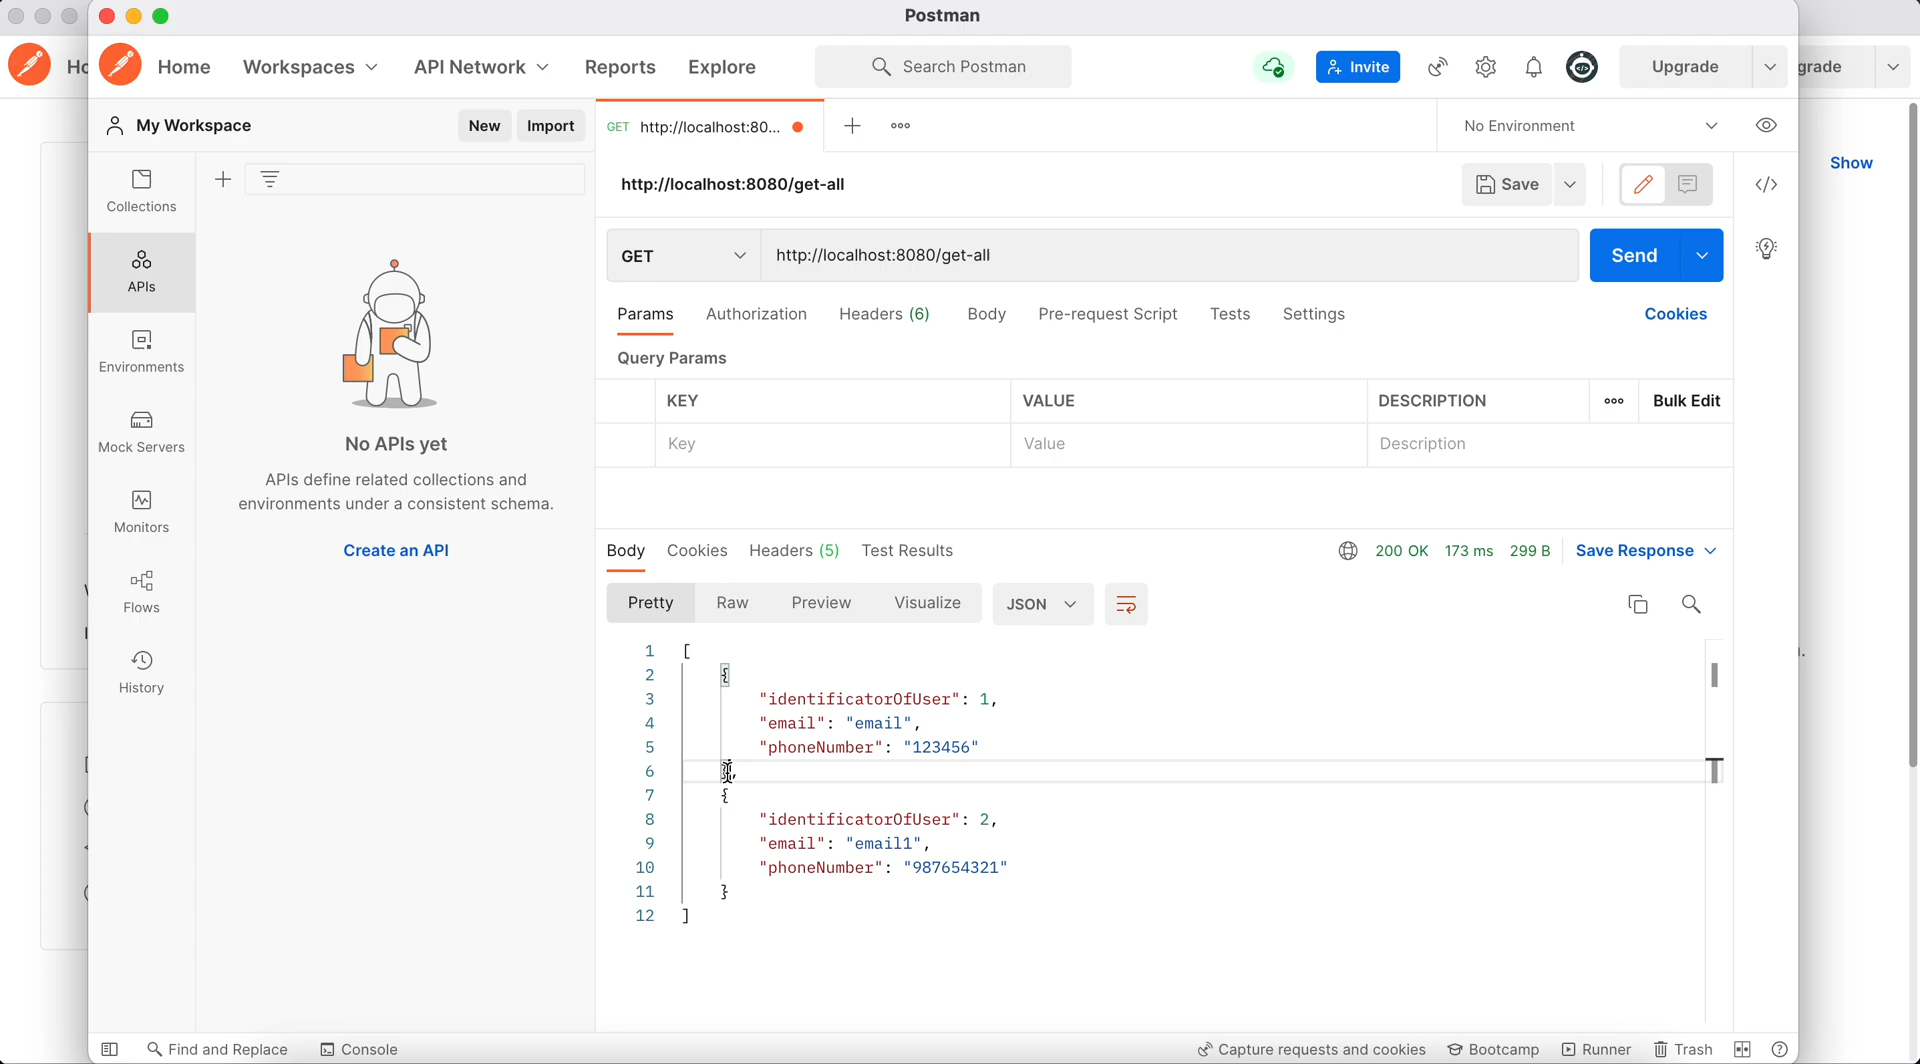 Postman
Home Workspaces API Network Reports Explore
Search Postman
Invite
Upgrade
grade
My Workspace New Import
GET http://localhost:80...
No Environment
Show
http://localhost:8080/get-all
Save
Collections
APIs
Environments
Mock Servers
Monitors
Flows
History
No APIs yet
APIs define related collections and
environments under a consistent schema.
Create an API
GET http://localhost:8080/get-all Send
Params Authorization Headers (6) Body Pre-request Script Tests Settings Cookies
Query Params
KEY VALUE DESCRIPTION Bulk Edit
Key Value Description
Body Cookies Headers (5) Test Results 200 OK 173 ms 299 B Save Response
Pretty Raw Preview Visualize JSON
1 [
2 {
3 "identificatorOfUser": 1,
4 "email": "email",
5 "phoneNumber": "123456"
6 },
7 {
8 "identificatorOfUser": 2,
9 "email": "email1",
10 "phoneNumber": "987654321"
11 }
12 ]
Find and Replace Console Capture requests and cookies Bootcamp Runner Trash